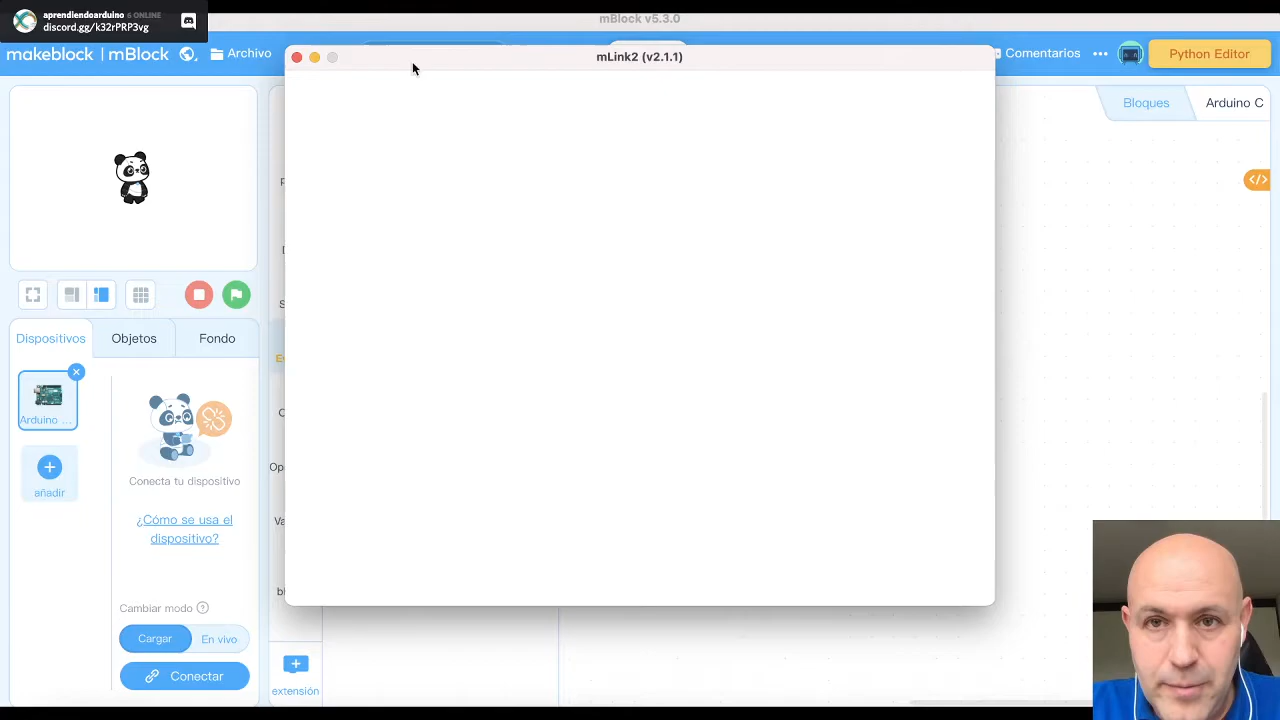 aprendiendoarduino 6 ONLINE
discord.gg/k32rPRP3vg
mBlock v5.3.0
makeblock | mBlock
Archivo
Comentarios
Python Editor
mLink2 (v2.1.1)
Bloques
Arduino C
Dispositivos
Objetos
Fondo
Arduino ...
añadir
Conecta tu dispositivo
¿Cómo se usa el
dispositivo?
Cambiar modo
Cargar
En vivo
Conectar
extensión